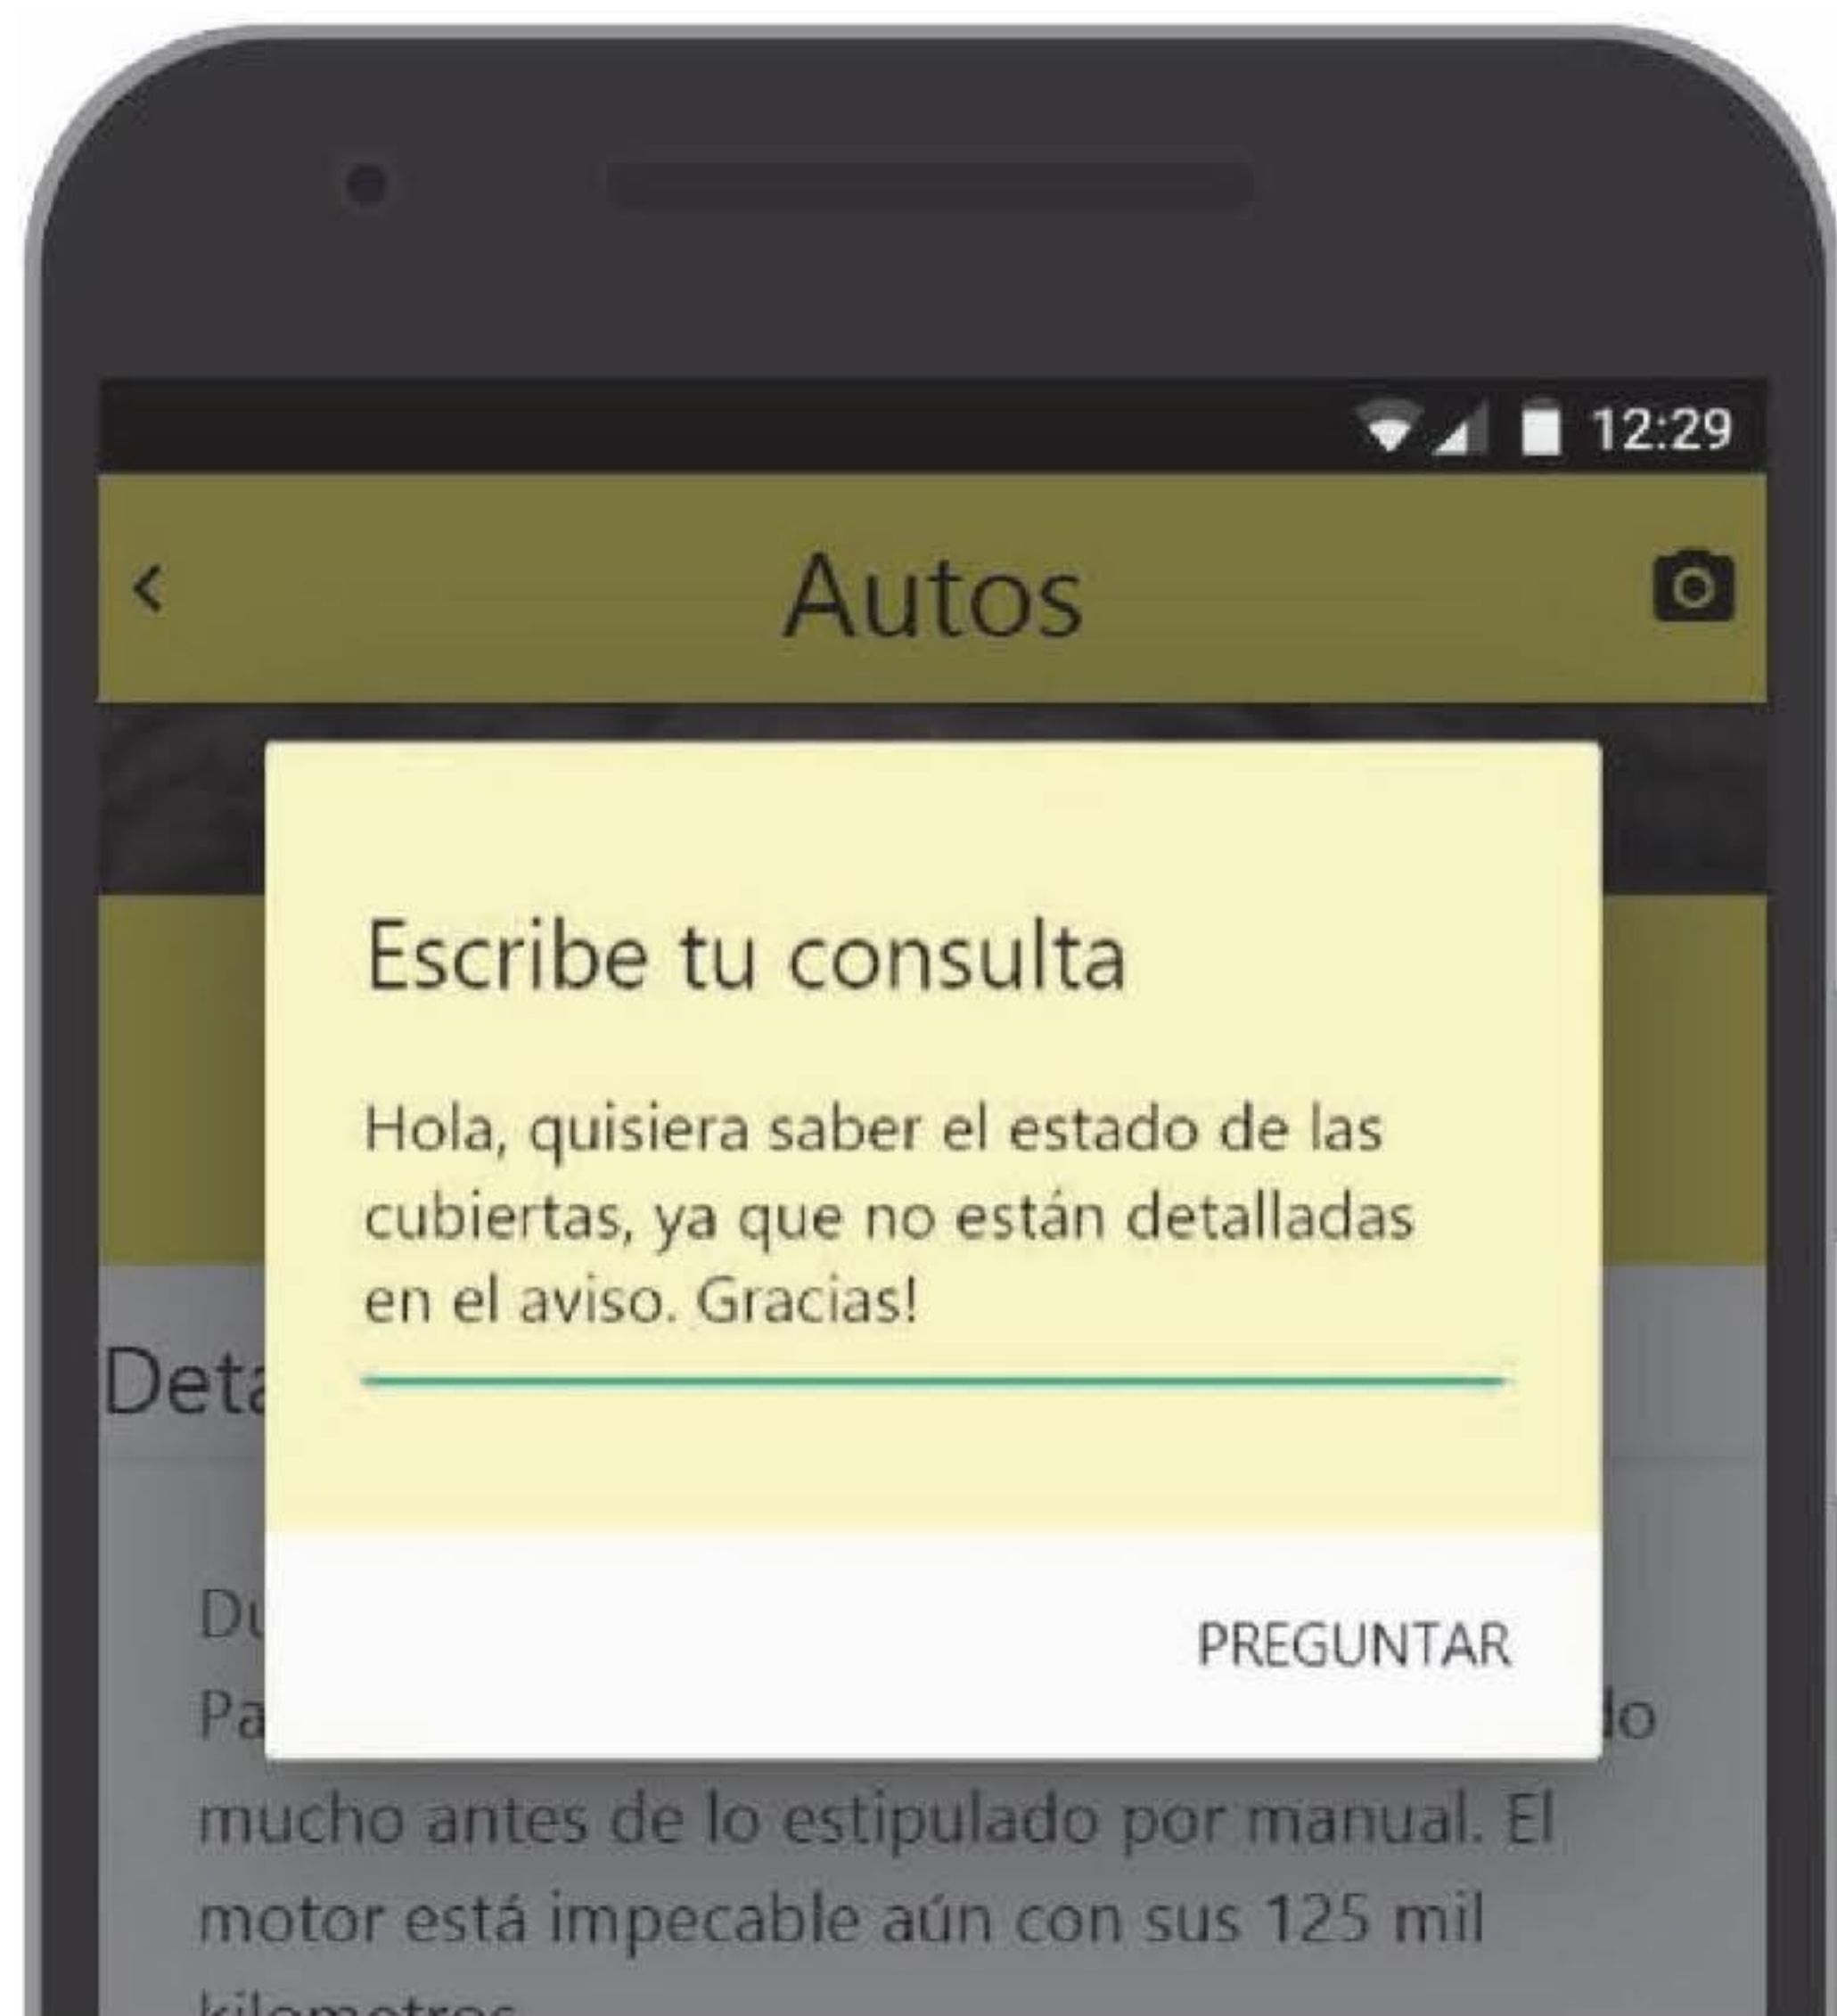 12:29
Autos
Escribe tu consulta
Hola, quisiera saber el estado de las
cubiertas, ya que no están detalladas
en el aviso. Gracias!
PREGUNTAR
mucho antes de lo estipulado por manual. El
motor está impecable aún con sus 125 mil